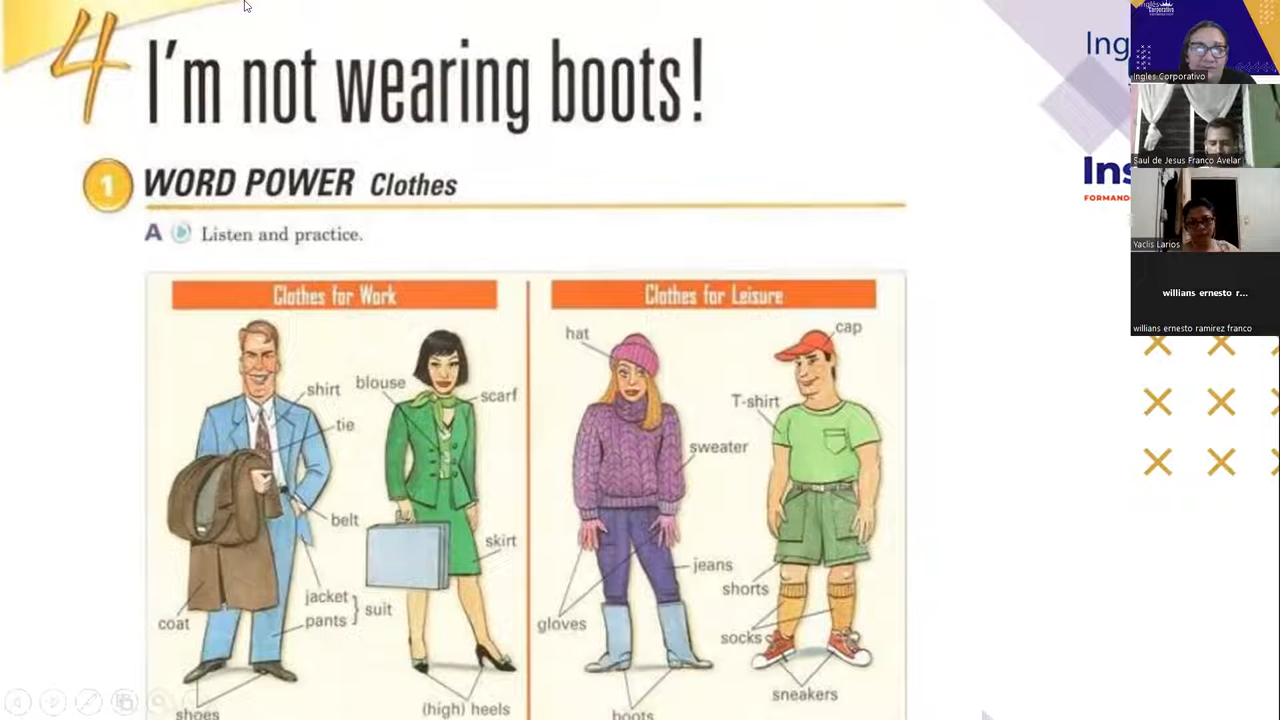 4 I'm not wearing boots!
1 WORD POWER Clothes
A Listen and practice.
Clothes for Work
shirt
blouse
scarf
tie
belt
skirt
jacket
pants
suit
coat
shoes
(high) heels
Clothes for Leisure
hat
cap
T-shirt
sweater
jeans
shorts
gloves
socks
sneakers
boots
Ing
Ins
FORMAND
Corporativo
Ingles Corporativo
Saul de Jesus Franco Avelar
Yaclis Larios
willians ernesto r...
willians ernesto ramirez franco